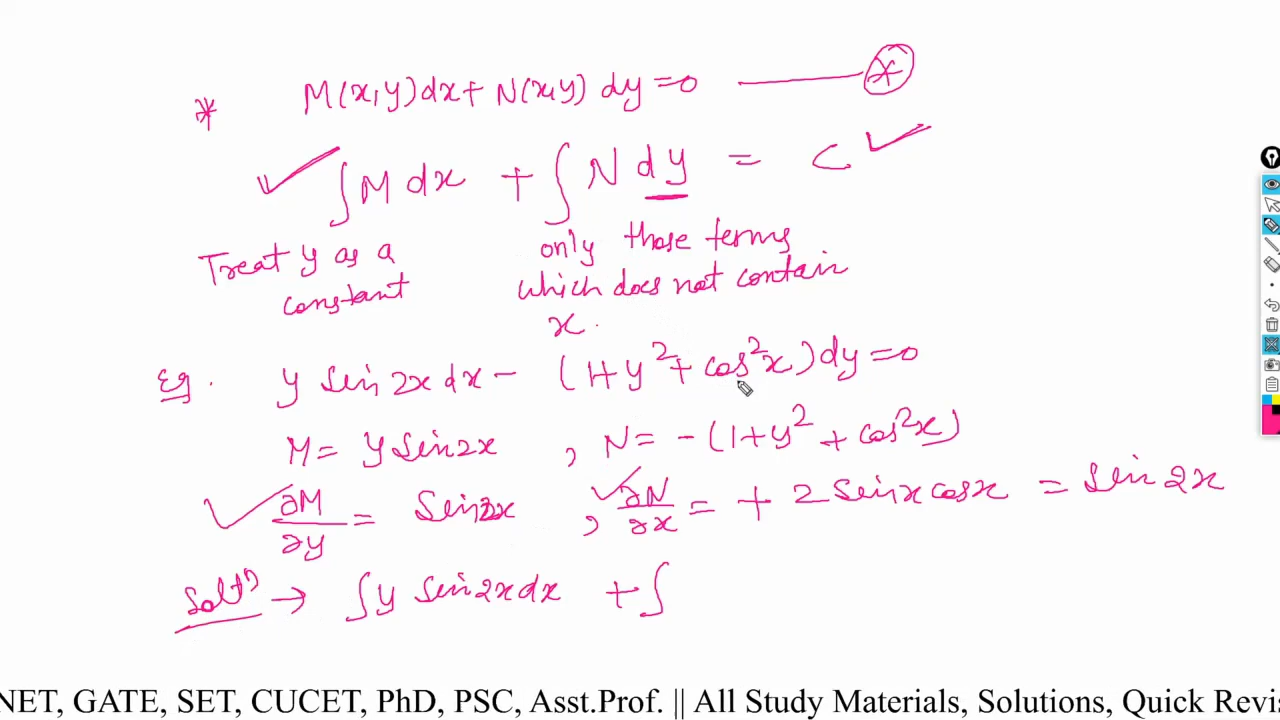 * M(x,y)dx+ N(x,y) dy=0 ——— ⊛
✓ ∫M dx + ∫N dy = C ✓
Treat y as a constant
only those terms which does not contain x.
Eg. y sin2x dx - (1+y²+ cos²x)dy=0
M= y sin2x , N= -(1+y² + cos²x)
✓ ∂M/∂y = sin2x , ✓ ∂N/∂x = + 2 sinx cosx = sin2x
Soltⁿ → ∫y sin2x dx + ∫
NET, GATE, SET, CUCET, PhD, PSC, Asst.Prof. || All Study Materials, Solutions, Quick Revis